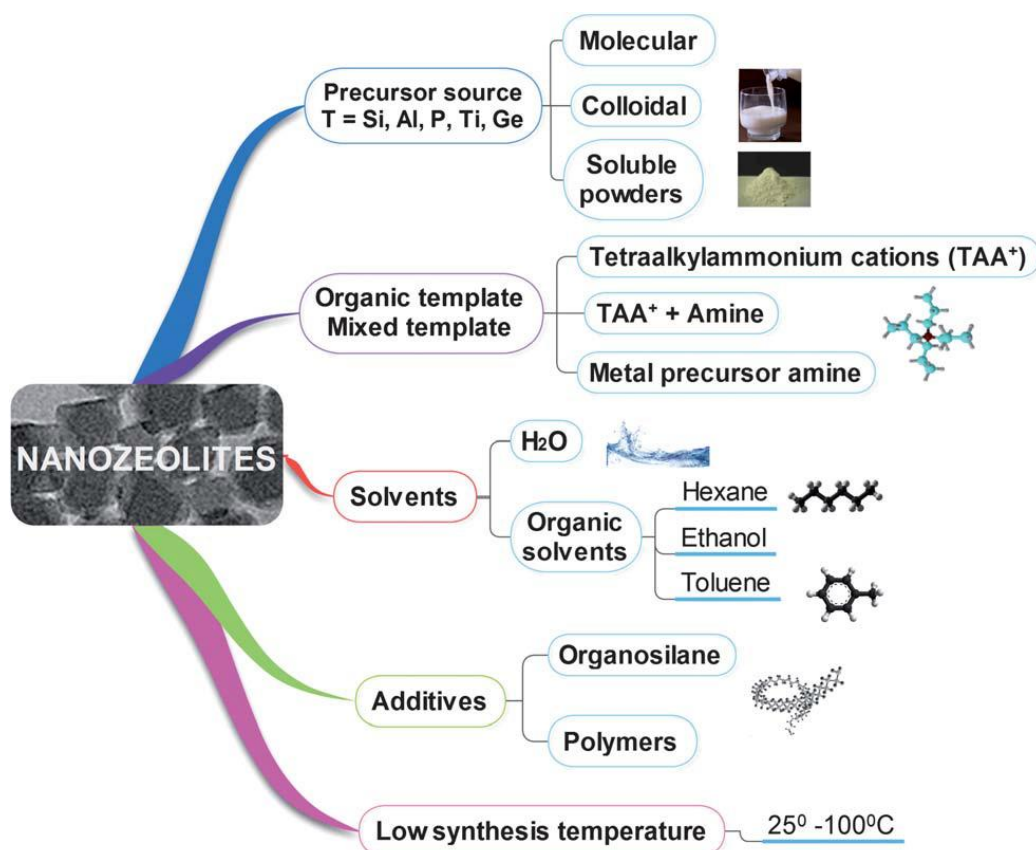 Molecular
Precursor source
T = Si, Al, P, Ti, Ge
Colloidal
Soluble
powders
Tetraalkylammonium cations (TAA⁺)
Organic template
Mixed template
TAA⁺ + Amine
Metal precursor amine
NANOZEOLITES
H₂O
Solvents
Hexane
Organic
solvents
Ethanol
Toluene
Organosilane
Additives
Polymers
Low synthesis temperature
25⁰ -100⁰C